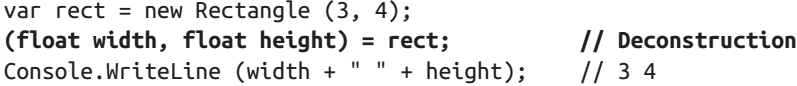 var rect = new Rectangle (3, 4);
(float width, float height) = rect;          // Deconstruction
Console.WriteLine (width + " " + height);    // 3 4